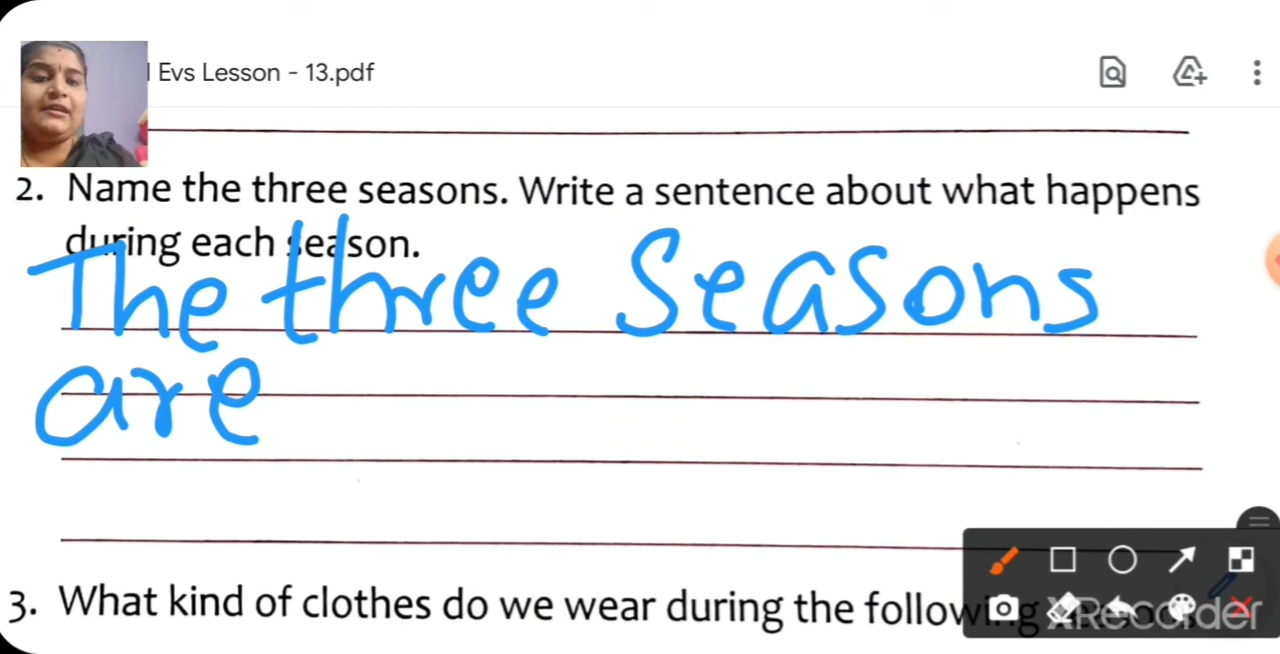 Evs Lesson - 13.pdf
2. Name the three seasons. Write a sentence about what happens
during each season.
The three Seasons
are
3. What kind of clothes do we wear during the following
XRecorder